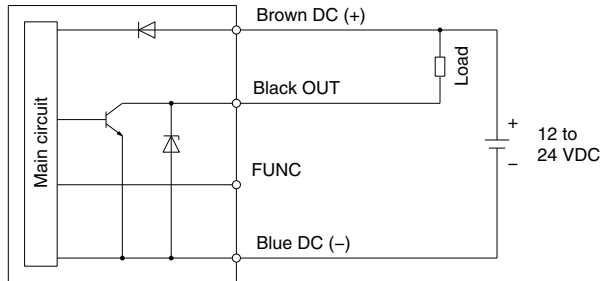 Brown DC (+)
Main circuit
Load
Black OUT
+
12 to
24 VDC
−
FUNC
Blue DC (−)